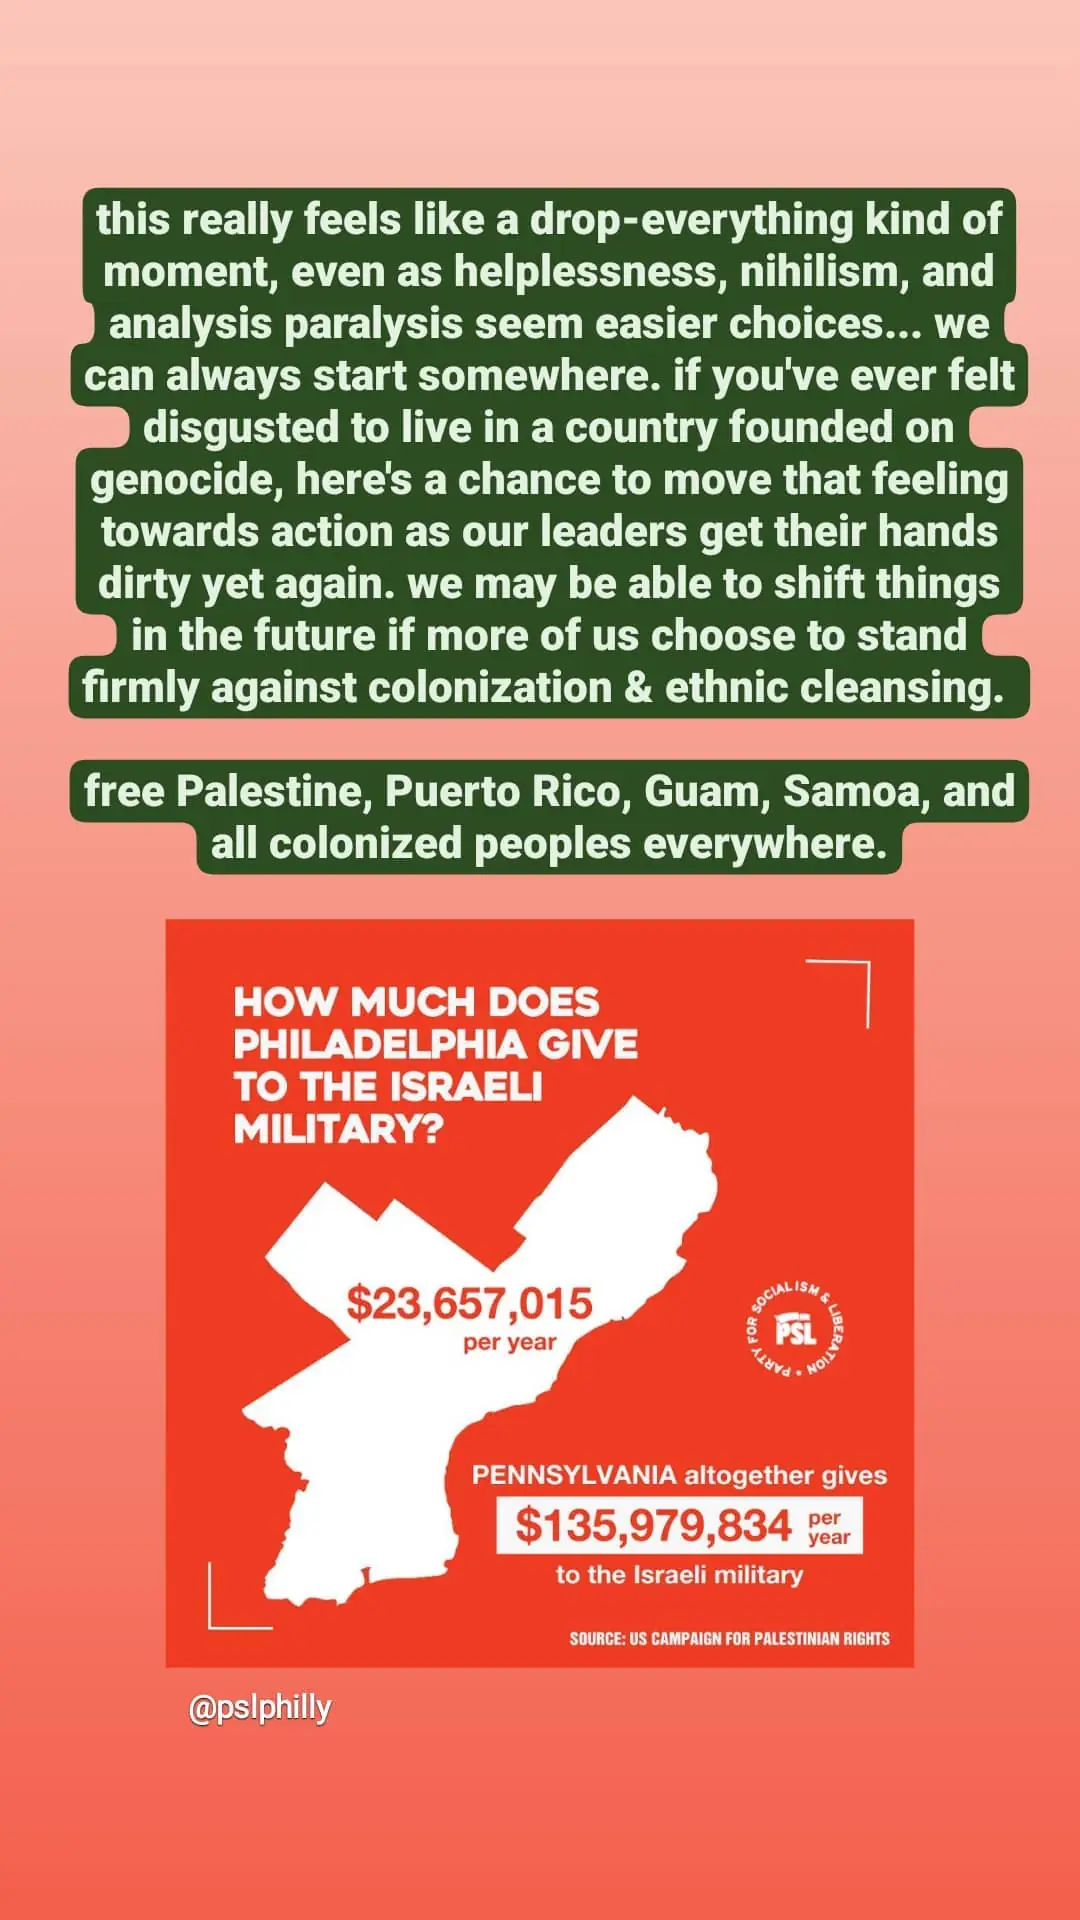 this really feels like a drop-everything kind of
moment, even as helplessness, nihilism, and
analysis paralysis seem easier choices... we
can always start somewhere. if you've ever felt
disgusted to live in a country founded on
genocide, here's a chance to move that feeling
towards action as our leaders get their hands
dirty yet again. we may be able to shift things
in the future if more of us choose to stand
firmly against colonization & ethnic cleansing.
free Palestine, Puerto Rico, Guam, Samoa, and
all colonized peoples everywhere.
HOW MUCH DOES
PHILADELPHIA GIVE
TO THE ISRAELI
MILITARY?
$23,657,015
per year
PARTY FOR SOCIALISM & LIBERATION
PSL
PENNSYLVANIA altogether gives
$135,979,834 per year
to the Israeli military
SOURCE: US CAMPAIGN FOR PALESTINIAN RIGHTS
@pslphilly